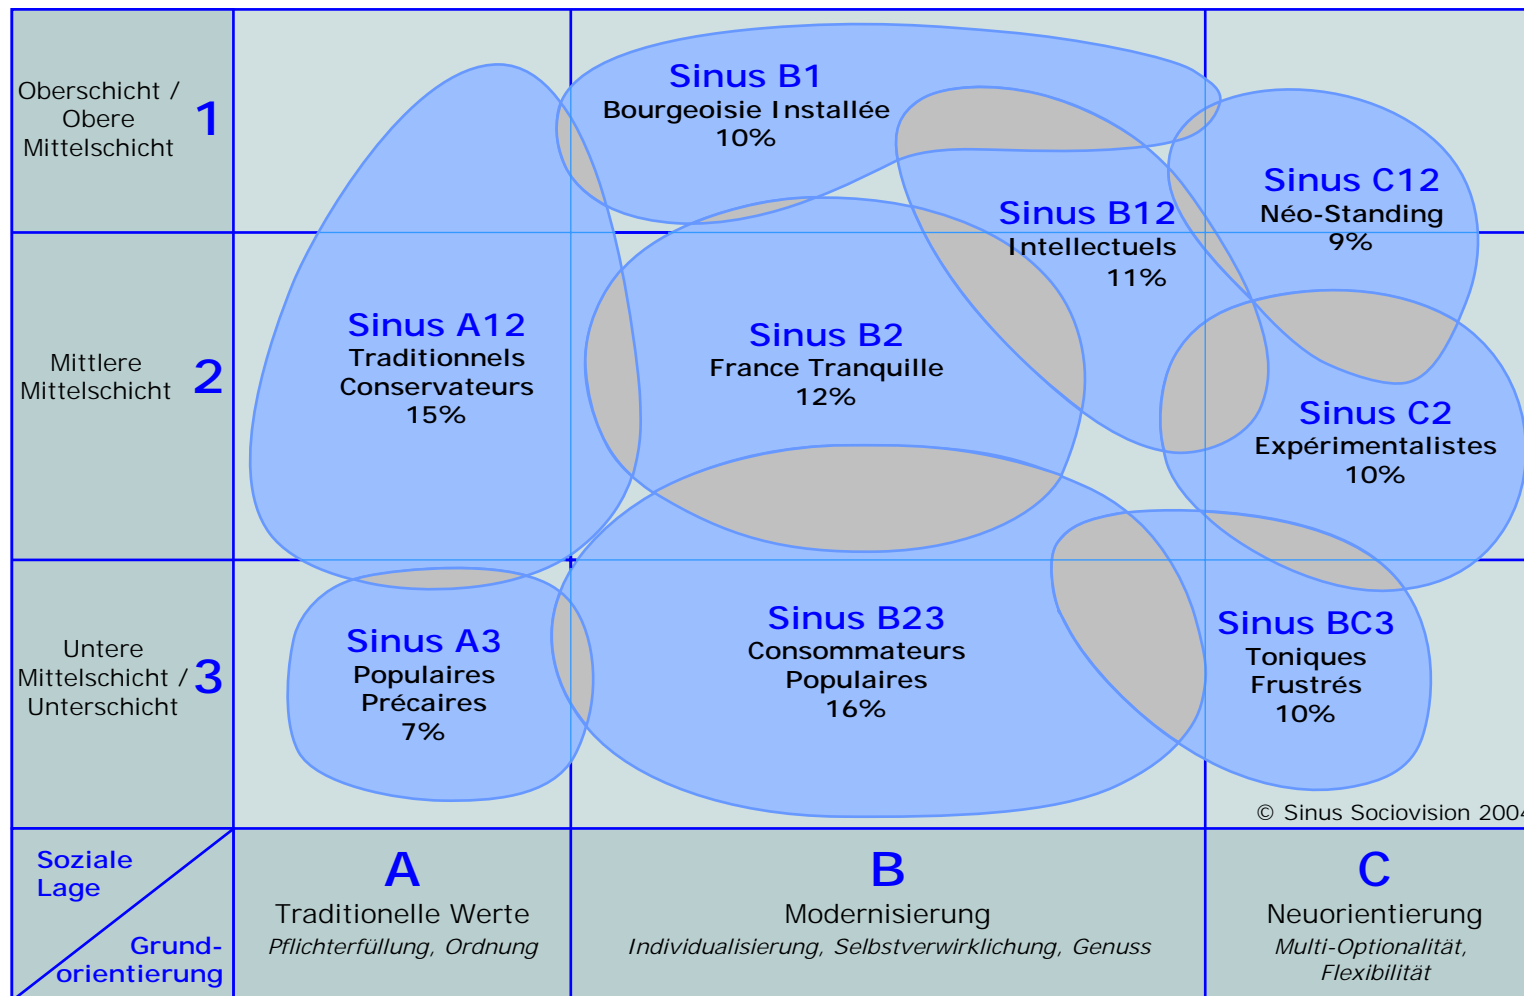 Oberschicht /
Obere
Mittelschicht
1
Mittlere
Mittelschicht
2
Untere
Mittelschicht /
Unterschicht
3
Sinus B1
Bourgeoisie Installée
10%
Sinus B12
Intellectuels
11%
Sinus C12
Néo-Standing
9%
Sinus A12
Traditionnels
Conservateurs
15%
Sinus B2
France Tranquille
12%
Sinus C2
Expérimentalistes
10%
Sinus A3
Populaires
Précaires
7%
Sinus B23
Consommateurs
Populaires
16%
Sinus BC3
Toniques
Frustrés
10%
© Sinus Sociovision 2004
Soziale
Lage
Grund-
orientierung
A
Traditionelle Werte
Pflichterfüllung, Ordnung
B
Modernisierung
Individualisierung, Selbstverwirklichung, Genuss
C
Neuorientierung
Multi-Optionalität,
Flexibilität